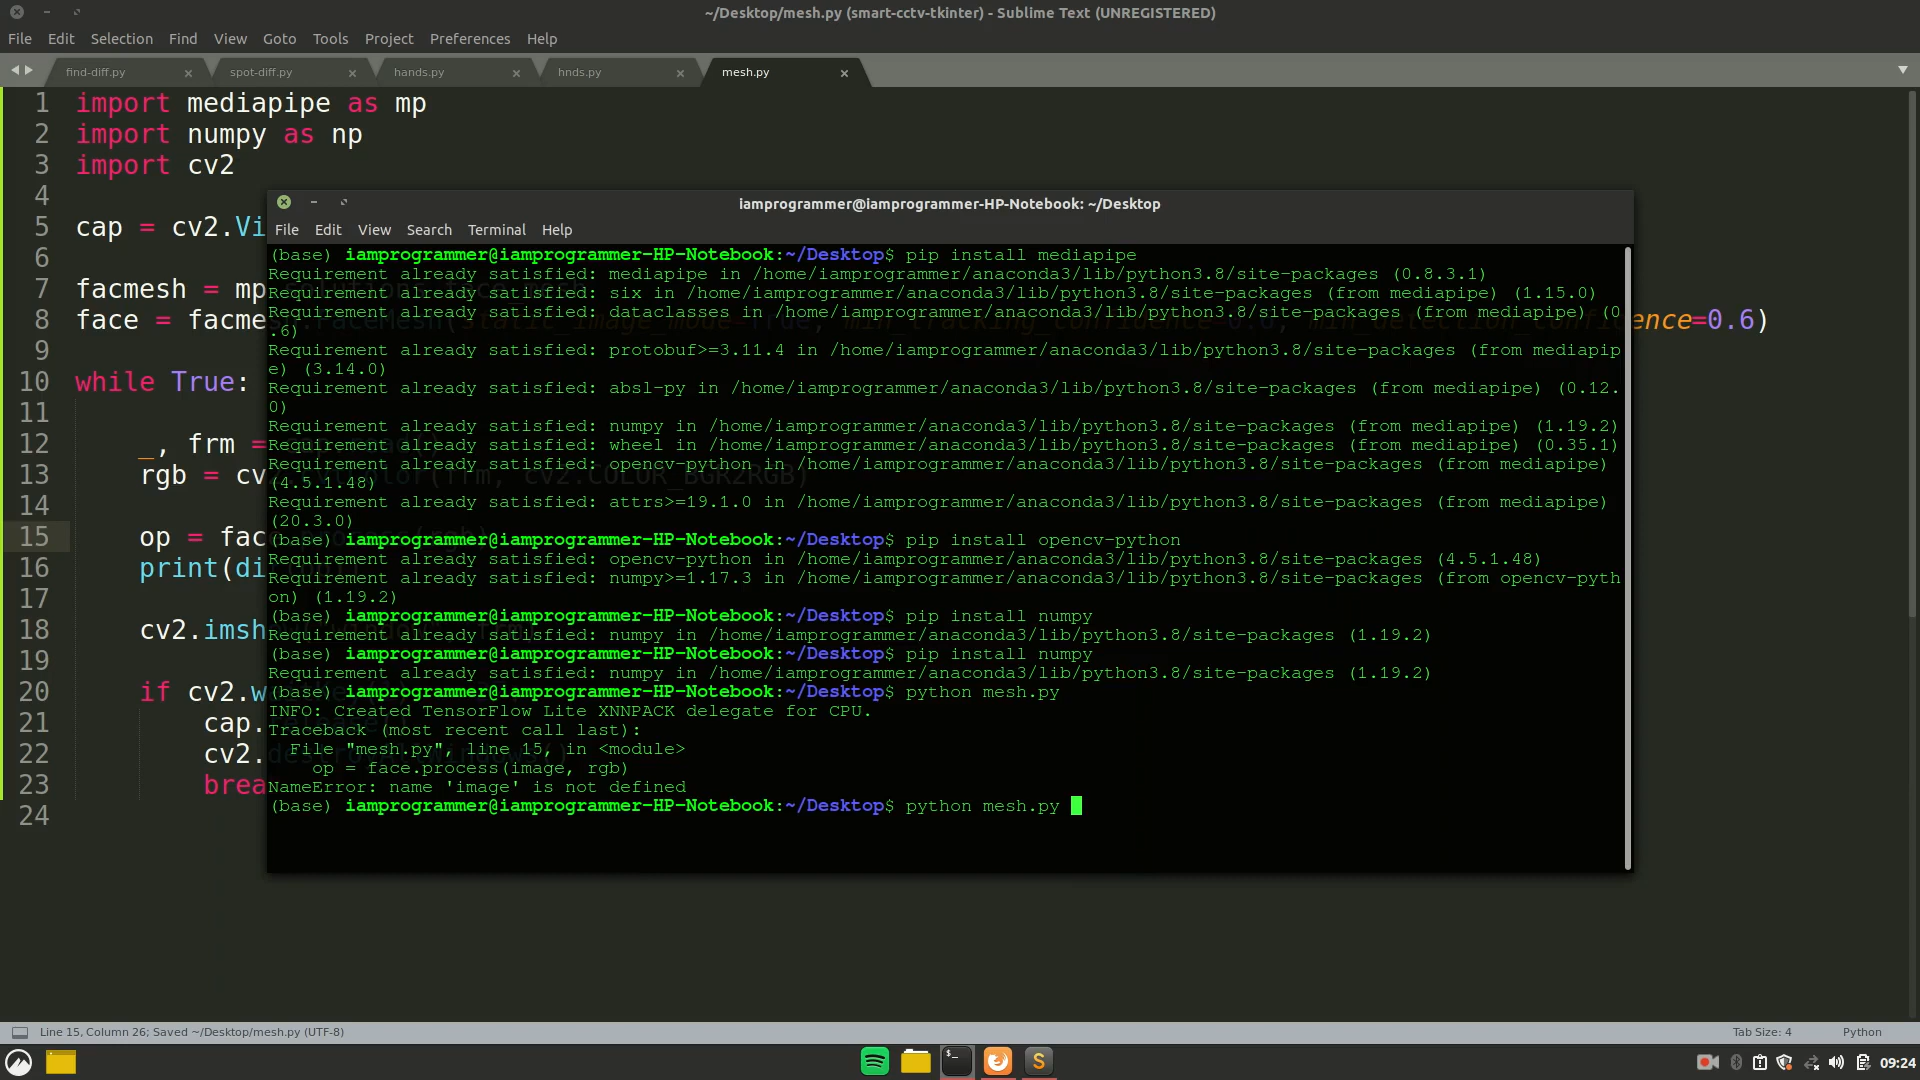 ~/Desktop/mesh.py (smart-cctv-tkinter) - Sublime Text (UNREGISTERED)
File Edit Selection Find View Goto Tools Project Preferences Help
find-diff.py spot-diff.py hands.py hnds.py mesh.py
1 import mediapipe as mp
2 import numpy as np
3 import cv2
4
5 cap = cv2.Vi
6
7 facmesh = mp
8 face = facmes ence=0.6)
9
10 while True:
11
12 _, frm =
13 rgb = cv
14
15 op = fac
16 print(di
17
18 cv2.imsh
19
20 if cv2.w
21 cap.
22 cv2.
23 brea
24
iamprogrammer@iamprogrammer-HP-Notebook: ~/Desktop
File Edit View Search Terminal Help
(base) iamprogrammer@iamprogrammer-HP-Notebook:~/Desktop$ pip install mediapipe
Requirement already satisfied: mediapipe in /home/iamprogrammer/anaconda3/lib/python3.8/site-packages (0.8.3.1)
Requirement already satisfied: six in /home/iamprogrammer/anaconda3/lib/python3.8/site-packages (from mediapipe) (1.15.0)
Requirement already satisfied: dataclasses in /home/iamprogrammer/anaconda3/lib/python3.8/site-packages (from mediapipe) (0
.6)
Requirement already satisfied: protobuf>=3.11.4 in /home/iamprogrammer/anaconda3/lib/python3.8/site-packages (from mediapip
e) (3.14.0)
Requirement already satisfied: absl-py in /home/iamprogrammer/anaconda3/lib/python3.8/site-packages (from mediapipe) (0.12.
0)
Requirement already satisfied: numpy in /home/iamprogrammer/anaconda3/lib/python3.8/site-packages (from mediapipe) (1.19.2)
Requirement already satisfied: wheel in /home/iamprogrammer/anaconda3/lib/python3.8/site-packages (from mediapipe) (0.35.1)
Requirement already satisfied: opencv-python in /home/iamprogrammer/anaconda3/lib/python3.8/site-packages (from mediapipe)
(4.5.1.48)
Requirement already satisfied: attrs>=19.1.0 in /home/iamprogrammer/anaconda3/lib/python3.8/site-packages (from mediapipe)
(20.3.0)
(base) iamprogrammer@iamprogrammer-HP-Notebook:~/Desktop$ pip install opencv-python
Requirement already satisfied: opencv-python in /home/iamprogrammer/anaconda3/lib/python3.8/site-packages (4.5.1.48)
Requirement already satisfied: numpy>=1.17.3 in /home/iamprogrammer/anaconda3/lib/python3.8/site-packages (from opencv-pyth
on) (1.19.2)
(base) iamprogrammer@iamprogrammer-HP-Notebook:~/Desktop$ pip install numpy
Requirement already satisfied: numpy in /home/iamprogrammer/anaconda3/lib/python3.8/site-packages (1.19.2)
(base) iamprogrammer@iamprogrammer-HP-Notebook:~/Desktop$ pip install numpy
Requirement already satisfied: numpy in /home/iamprogrammer/anaconda3/lib/python3.8/site-packages (1.19.2)
(base) iamprogrammer@iamprogrammer-HP-Notebook:~/Desktop$ python mesh.py
INFO: Created TensorFlow Lite XNNPACK delegate for CPU.
Traceback (most recent call last):
File "mesh.py", line 15, in <module>
op = face.process(image, rgb)
NameError: name 'image' is not defined
(base) iamprogrammer@iamprogrammer-HP-Notebook:~/Desktop$ python mesh.py
Line 15, Column 26; Saved ~/Desktop/mesh.py (UTF-8) Tab Size: 4 Python
09:24